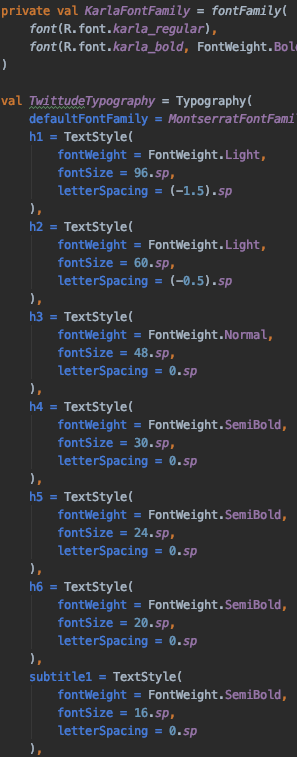 private val KarlaFontFamily = fontFamily(
    font(R.font.karla_regular),
    font(R.font.karla_bold, FontWeight.Bol
)

val TwittudeTypography = Typography(
    defaultFontFamily = MontserratFontFami
    h1 = TextStyle(
        fontWeight = FontWeight.Light,
        fontSize = 96.sp,
        letterSpacing = (-1.5).sp
    ),
    h2 = TextStyle(
        fontWeight = FontWeight.Light,
        fontSize = 60.sp,
        letterSpacing = (-0.5).sp
    ),
    h3 = TextStyle(
        fontWeight = FontWeight.Normal,
        fontSize = 48.sp,
        letterSpacing = 0.sp
    ),
    h4 = TextStyle(
        fontWeight = FontWeight.SemiBold,
        fontSize = 30.sp,
        letterSpacing = 0.sp
    ),
    h5 = TextStyle(
        fontWeight = FontWeight.SemiBold,
        fontSize = 24.sp,
        letterSpacing = 0.sp
    ),
    h6 = TextStyle(
        fontWeight = FontWeight.SemiBold,
        fontSize = 20.sp,
        letterSpacing = 0.sp
    ),
    subtitle1 = TextStyle(
        fontWeight = FontWeight.SemiBold,
        fontSize = 16.sp,
        letterSpacing = 0.sp
    ),